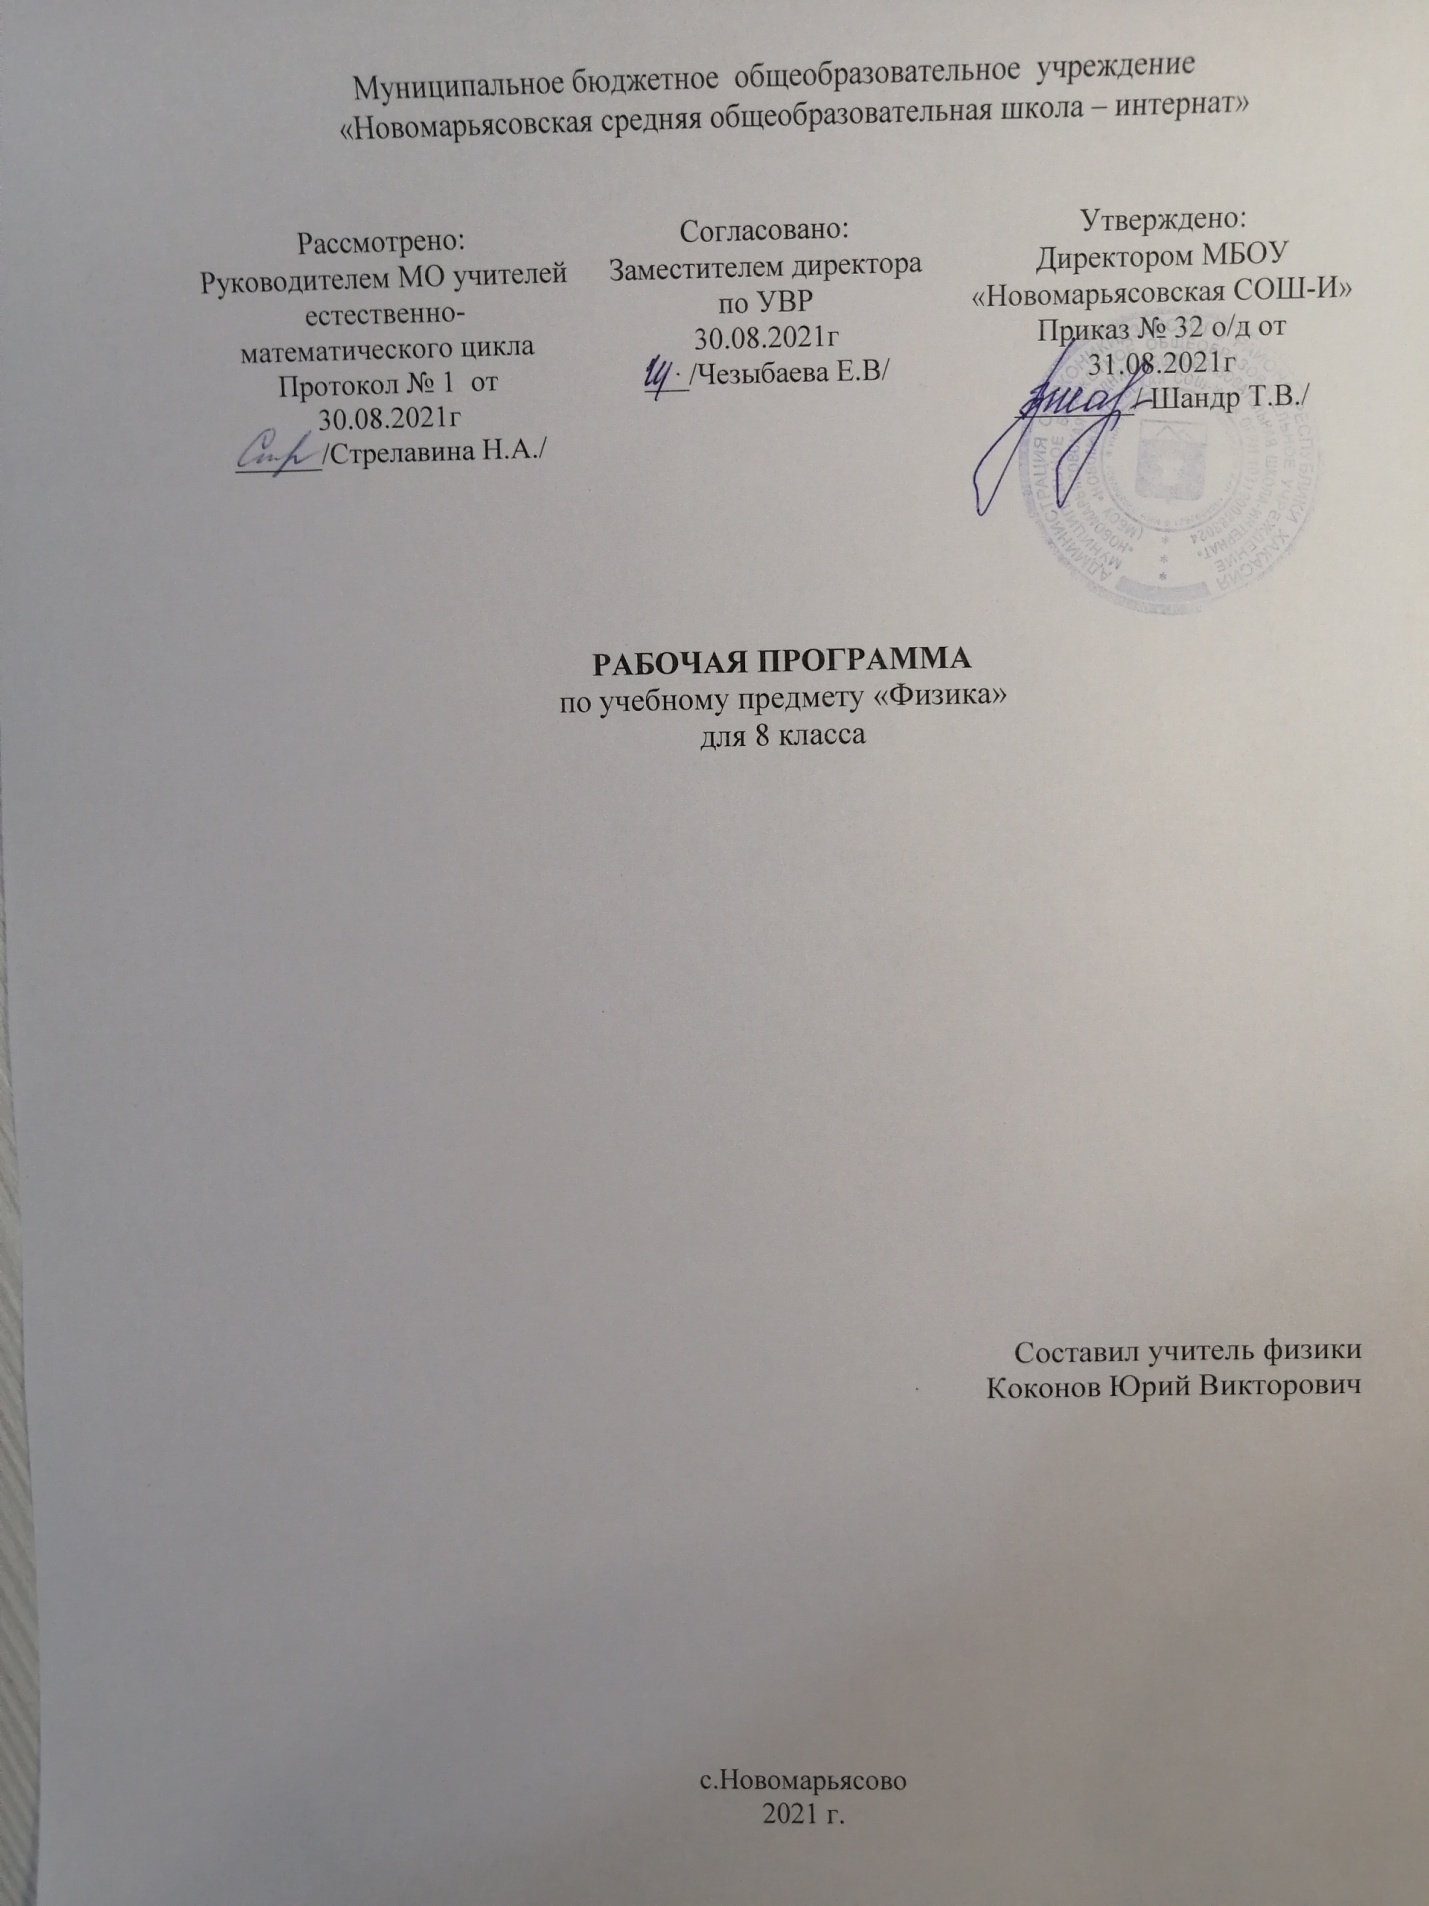 Муниципальное бюджетное общеобразовательное учреждение
«Новомарьясовская средняя общеобразовательная школа – интернат»
Рассмотрено:
Руководителем МО учителей
естественно-
математического цикла
Протокол № 1 от
30.08.2021г
/Стрелавина Н.А./
Согласовано:
Заместителем директора
по УВР
30.08.2021г
/Чезыбаева Е.В/
Утверждено:
Директором МБОУ
«Новомарьясовская СОШ-И»
Приказ № 32 о/д от
31.08.2021г
/Шандр Т.В./
РАБОЧАЯ ПРОГРАММА
по учебному предмету «Физика»
для 8 класса
Составил учитель физики
Коконов Юрий Викторович
с.Новомарьясово
2021 г.